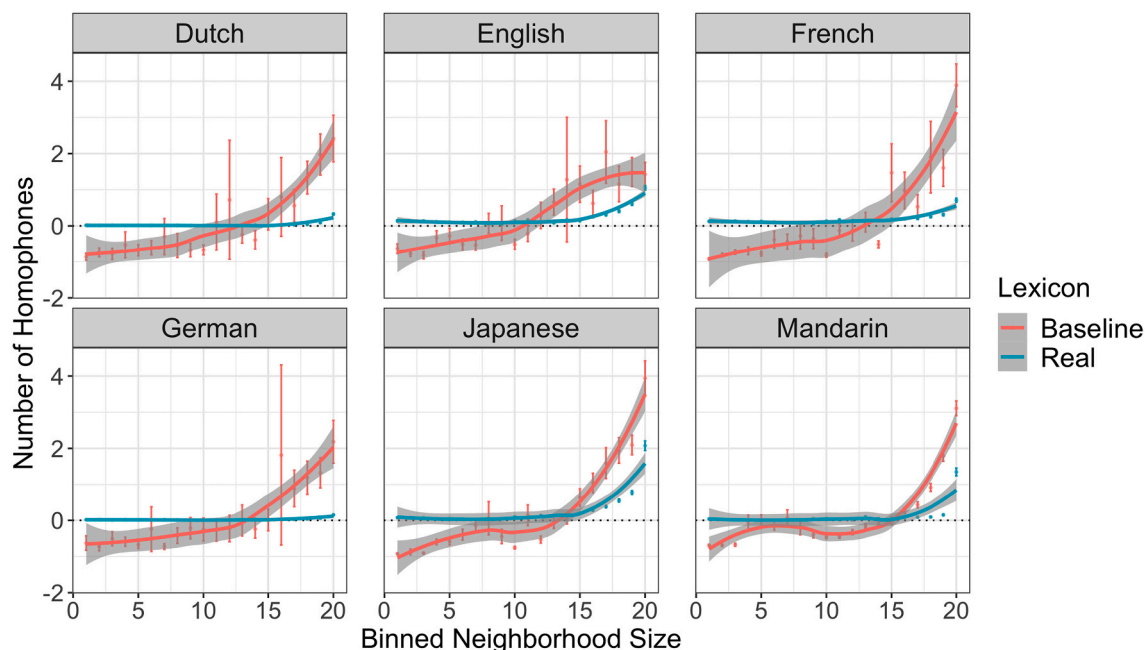 Dutch English French
4
2
0
-2
German Japanese Mandarin
4
2
0
-2
0 5 10 15 20 0 5 10 15 20 0 5 10 15 20
Binned Neighborhood Size
Number of Homophones
Lexicon
Baseline
Real